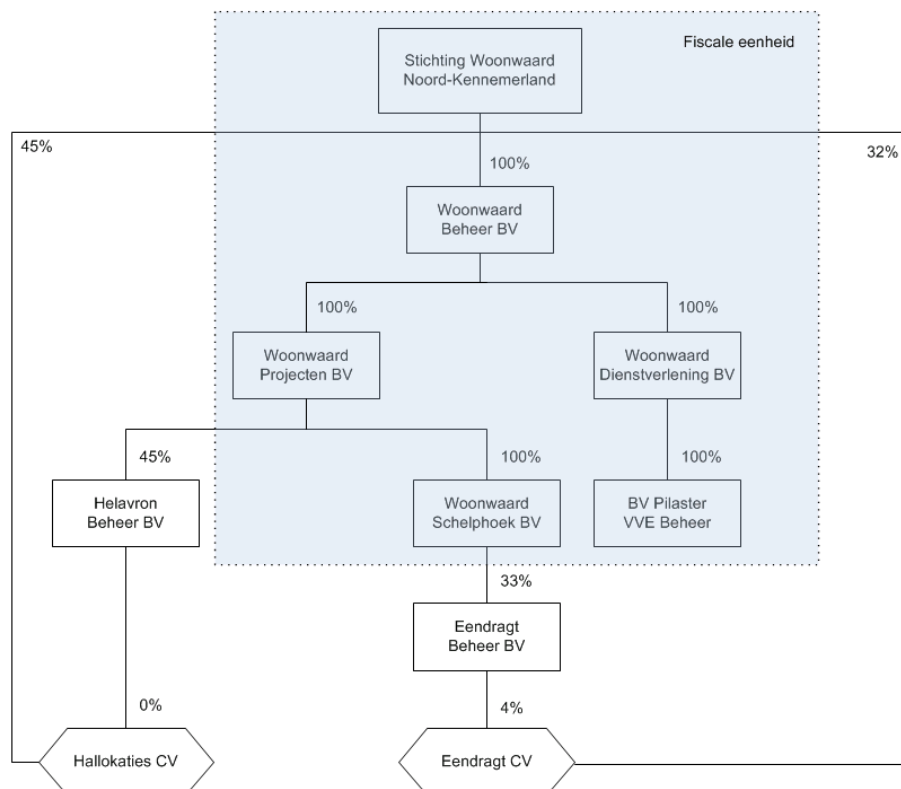 Fiscale eenheid
Stichting Woonwaard
Noord-Kennemerland
45%
32%
100%
Woonwaard
Beheer BV
100%
100%
Woonwaard
Projecten BV
Woonwaard
Dienstverlening BV
45%
100%
100%
Helavron
Beheer BV
Woonwaard
Schelphoek BV
BV Pilaster
VVE Beheer
33%
Eendragt
Beheer BV
0%
4%
Hallokaties CV
Eendragt CV